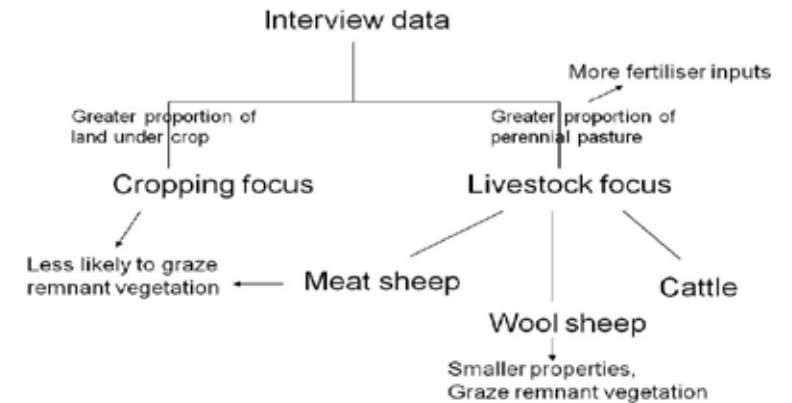 Interview data
More fertiliser inputs
Greater proportion of
land under crop
Greater proportion of
perennial pasture
Cropping focus
Livestock focus
Less likely to graze
remnant vegetation
Meat sheep
Cattle
Wool sheep
Smaller properties,
Graze remnant vegetation